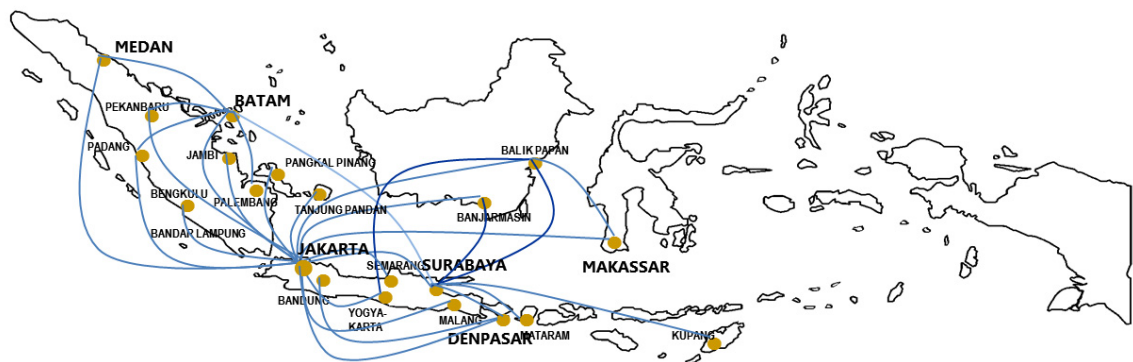 MEDAN
PEKANBARU
BATAM
PADANG
JAMBI
PANGKAL PINANG
BALIK PAPAN
BENGKULU
PALEMBANG
TANJUNG PANDAN
BANJARMASIN
BANDAR LAMPUNG
JAKARTA
SEMARANG
SURABAYA
MAKASSAR
BANDUNG
YOGYA-
KARTA
MALANG
DENPASAR
MATARAM
KUPANG